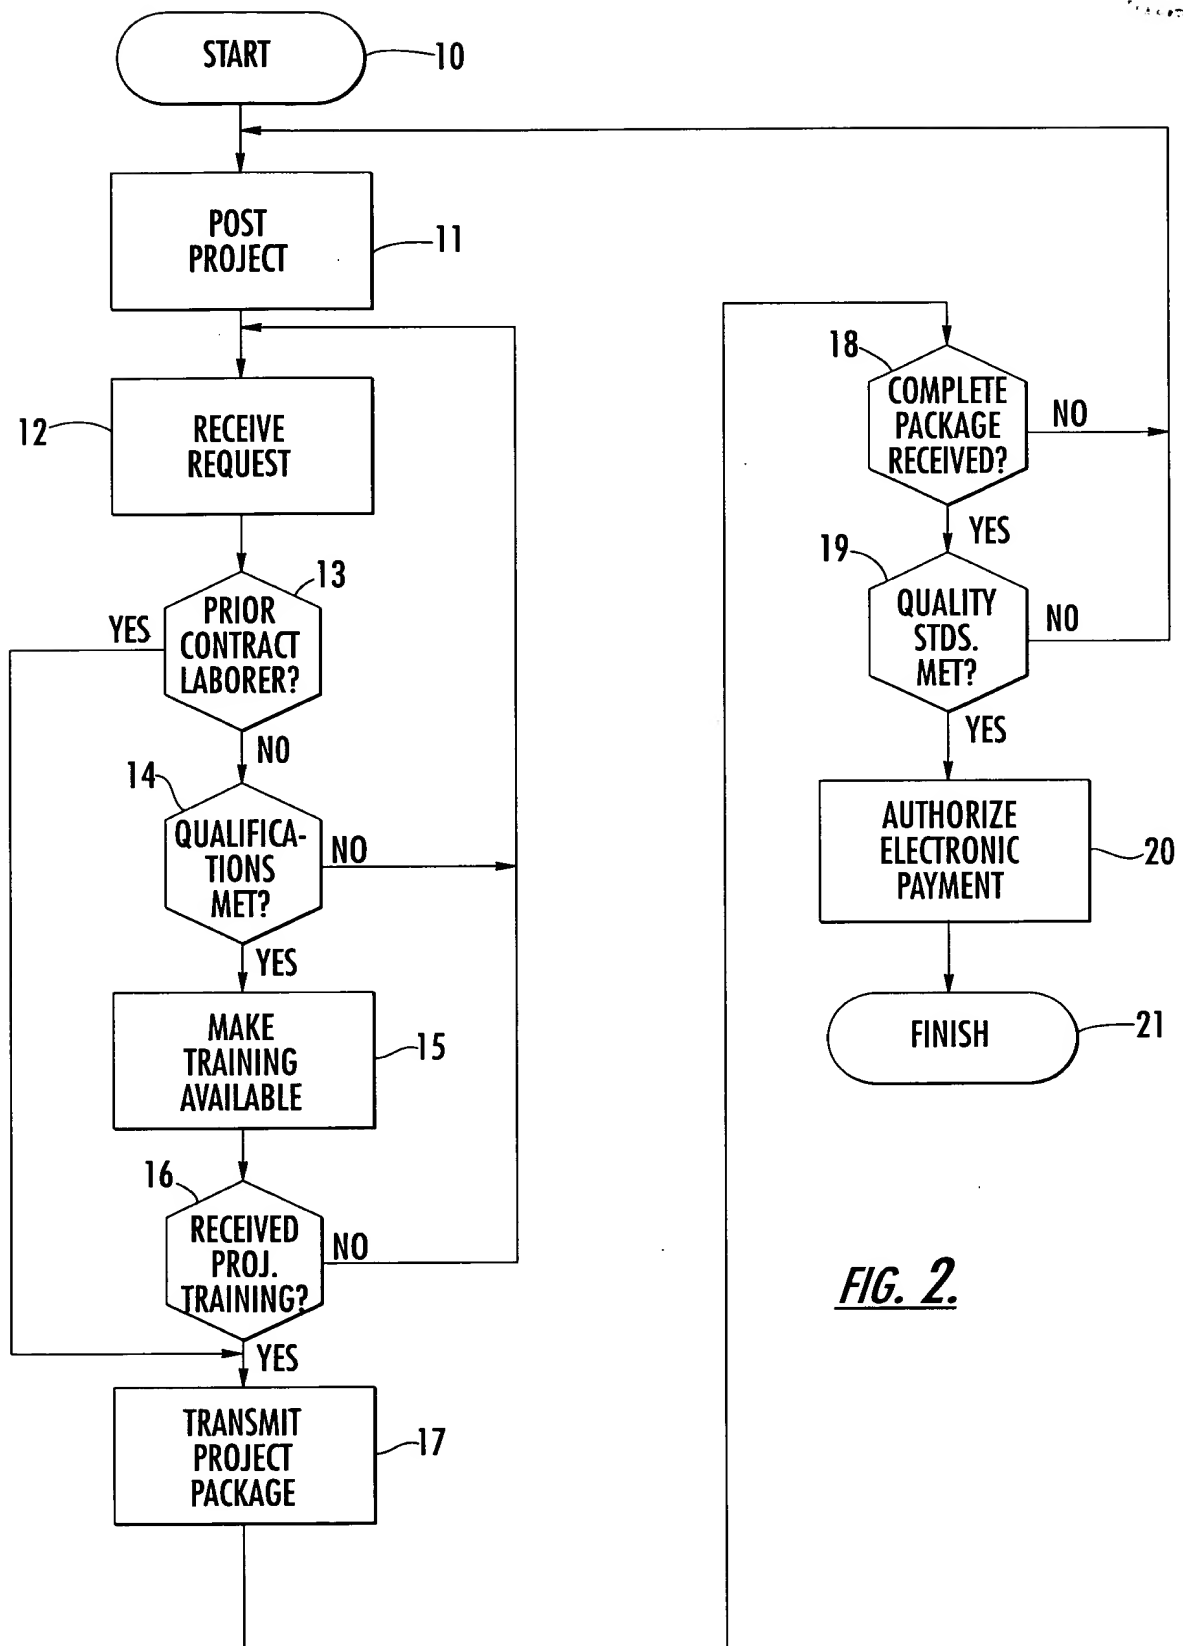 START
10
POST
PROJECT
11
12
RECEIVE
REQUEST
13
YES
PRIOR
CONTRACT
LABORER?
NO
14
QUALIFICA-
TIONS
MET?
NO
YES
MAKE
TRAINING
AVAILABLE
15
16
RECEIVED
PROJ.
TRAINING?
NO
YES
TRANSMIT
PROJECT
PACKAGE
17
18
COMPLETE
PACKAGE
RECEIVED?
NO
YES
19
QUALITY
STDS.
MET?
NO
YES
AUTHORIZE
ELECTRONIC
PAYMENT
20
FINISH
21
FIG. 2.